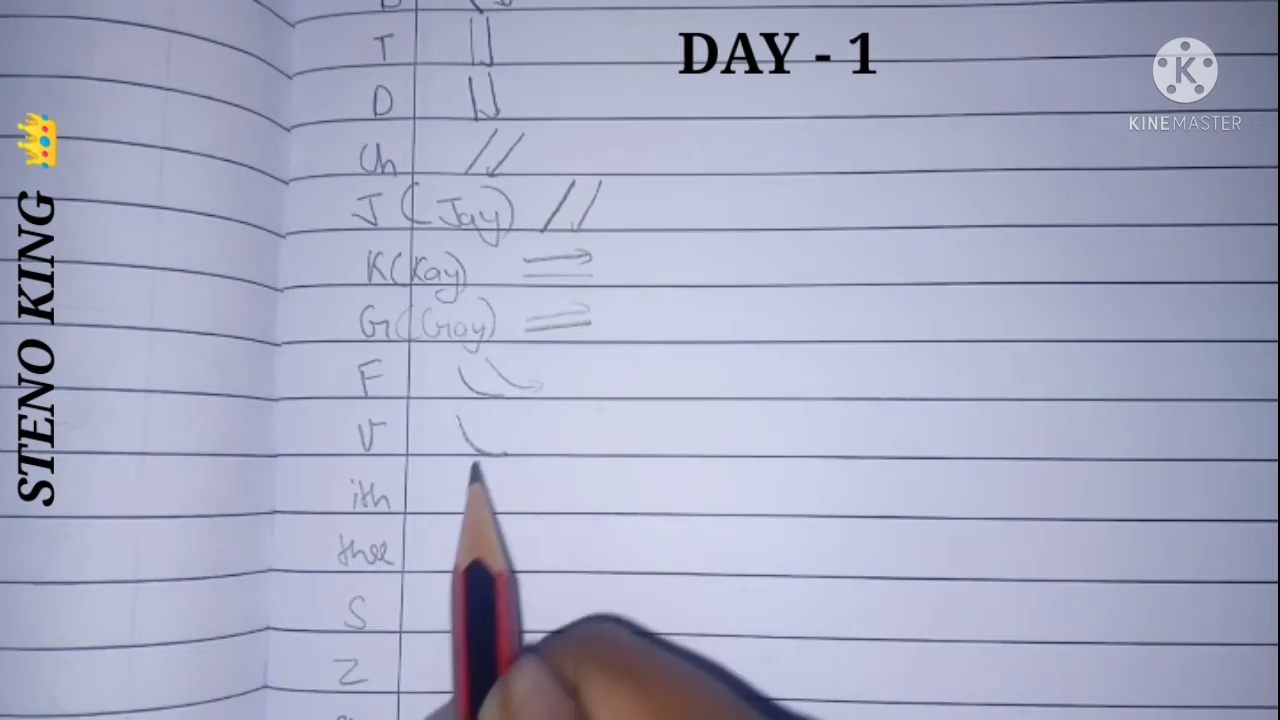 DAY - 1
KINEMASTER
STENO KING 👑
T
D
Ch
J (Jay)
K (Kay)
G (Gay)
F
V
ith
thee
S
Z